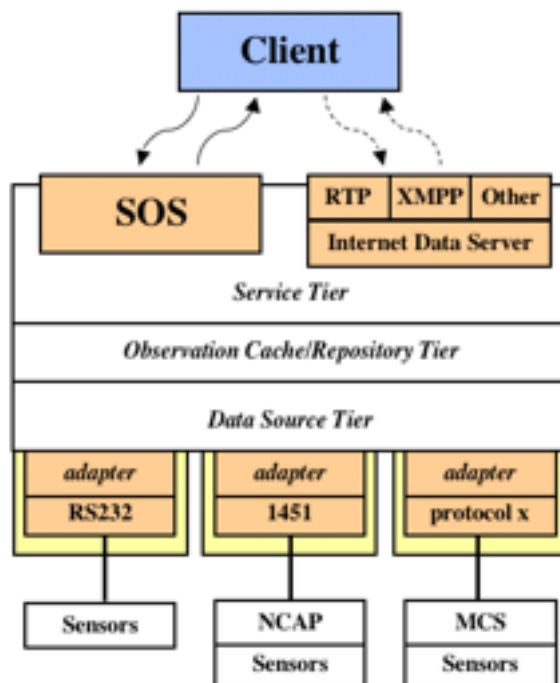 Client
SOS
RTP XMPP Other
Internet Data Server
Service Tier
Observation Cache/Repository Tier
Data Source Tier
adapter adapter adapter
RS232 1451 protocol x
Sensors NCAP MCS
Sensors Sensors